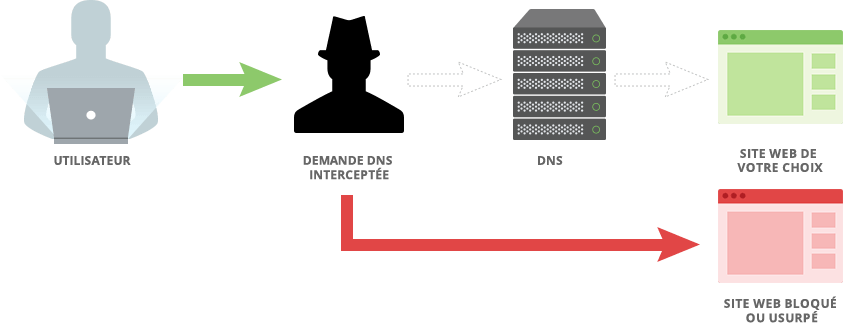 UTILISATEUR
DEMANDE DNS
INTERCEPTÉE
DNS
SITE WEB DE
VOTRE CHOIX
SITE WEB BLOQUÉ
OU USURPÉ